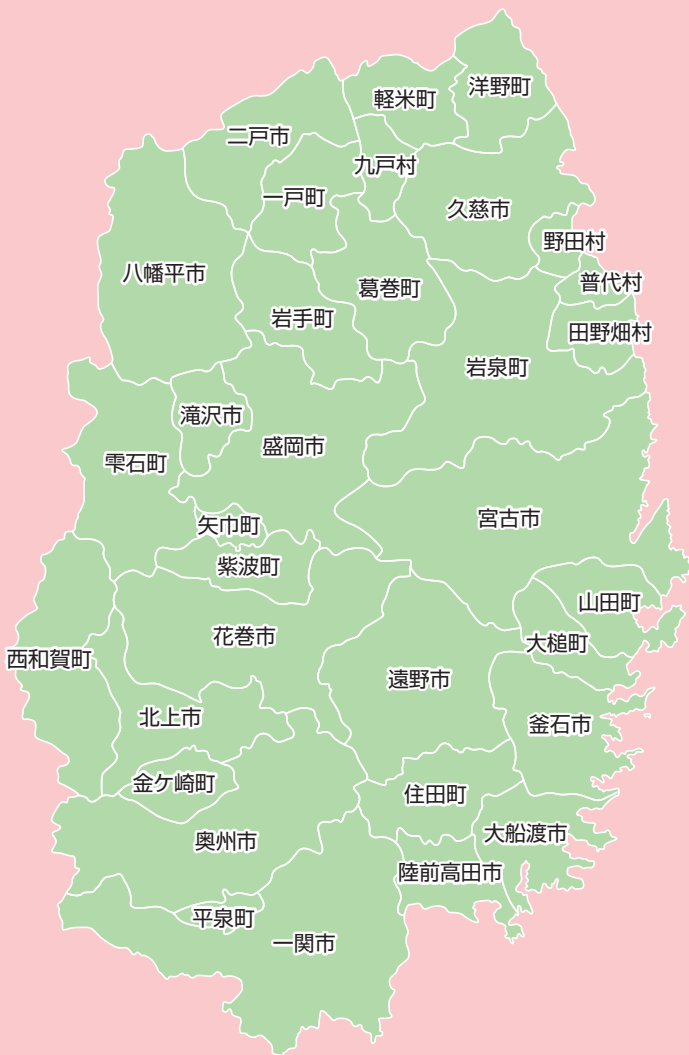 洋野町
軽米町
二戸市
九戸村
一戸町
久慈市
野田村
八幡平市
普代村
葛巻町
岩手町
田野畑村
岩泉町
滝沢市
盛岡市
雫石町
宮古市
矢巾町
紫波町
山田町
花巻市
大槌町
西和賀町
遠野市
北上市
釜石市
金ケ崎町
住田町
大船渡市
奥州市
陸前高田市
平泉町
一関市